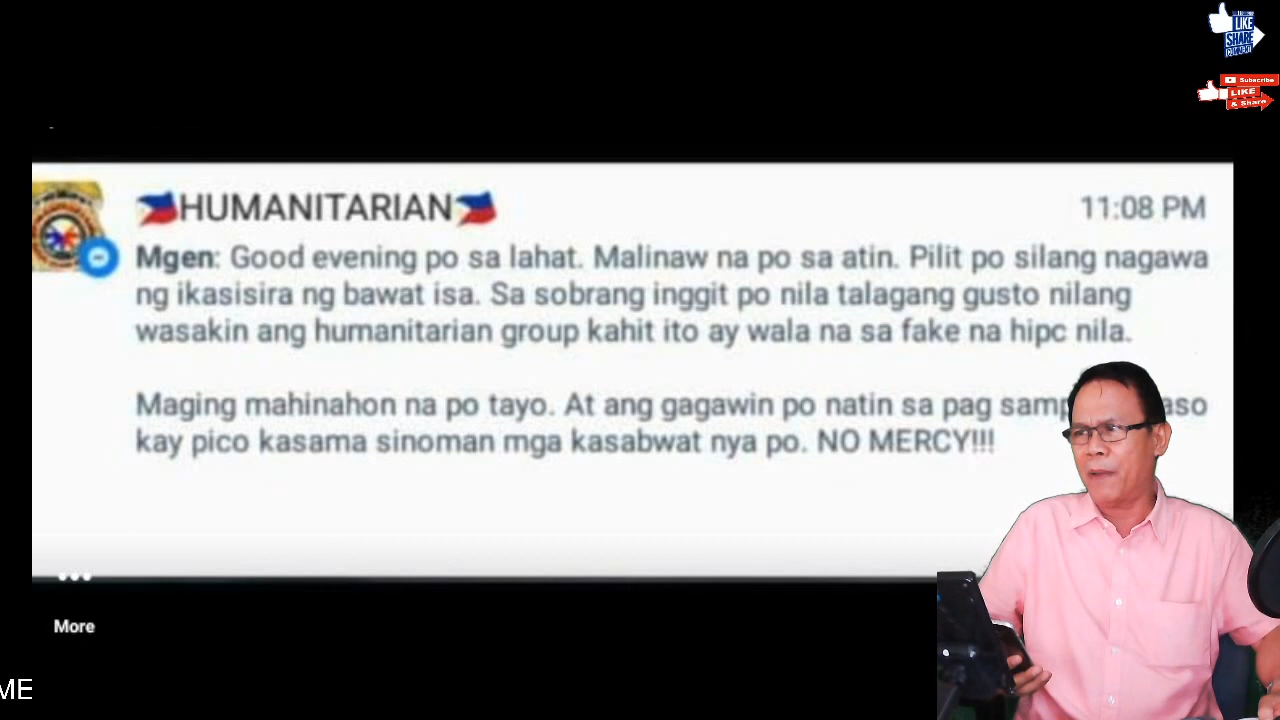 LIKE
SHARE
COMMENT
Subscribe
LIKE
& Share
HUMANITARIAN
11:08 PM
Mgen: Good evening po sa lahat. Malinaw na po sa atin. Pilit po silang nagawa
ng ikasisira ng bawat isa. Sa sobrang inggit po nila talagang gusto nilang
wasakin ang humanitarian group kahit ito ay wala na sa fake na hipc nila.
Maging mahinahon na po tayo. At ang gagawin po natin sa pag
kay pico kasama sinoman mga kasabwat nya po. NO MERCY!!!
More
ME